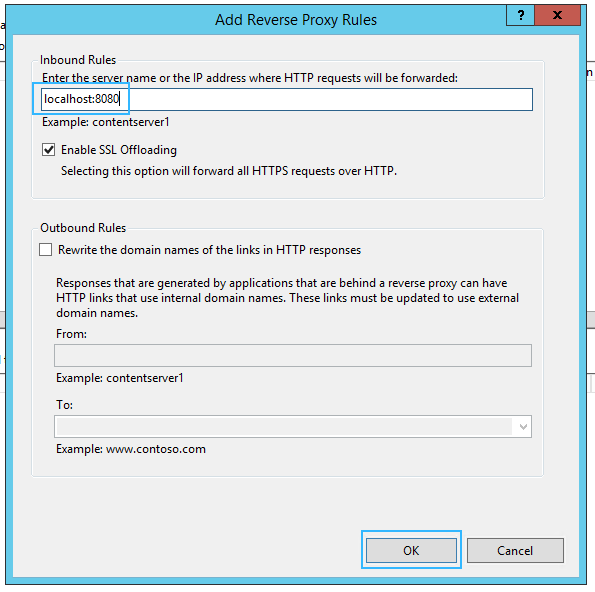 Add Reverse Proxy Rules
?
x
Inbound Rules
Enter the server name or the IP address where HTTP requests will be forwarded:
localhost:8080
Example: contentserver1
Enable SSL Offloading
Selecting this option will forward all HTTPS requests over HTTP.
Outbound Rules
Rewrite the domain names of the links in HTTP responses
Responses that are generated by applications that are behind a reverse proxy can have
HTTP links that use internal domain names. These links must be updated to use external
domain names.
From:
Example: contentserver1
To:
Example: www.contoso.com
OK
Cancel